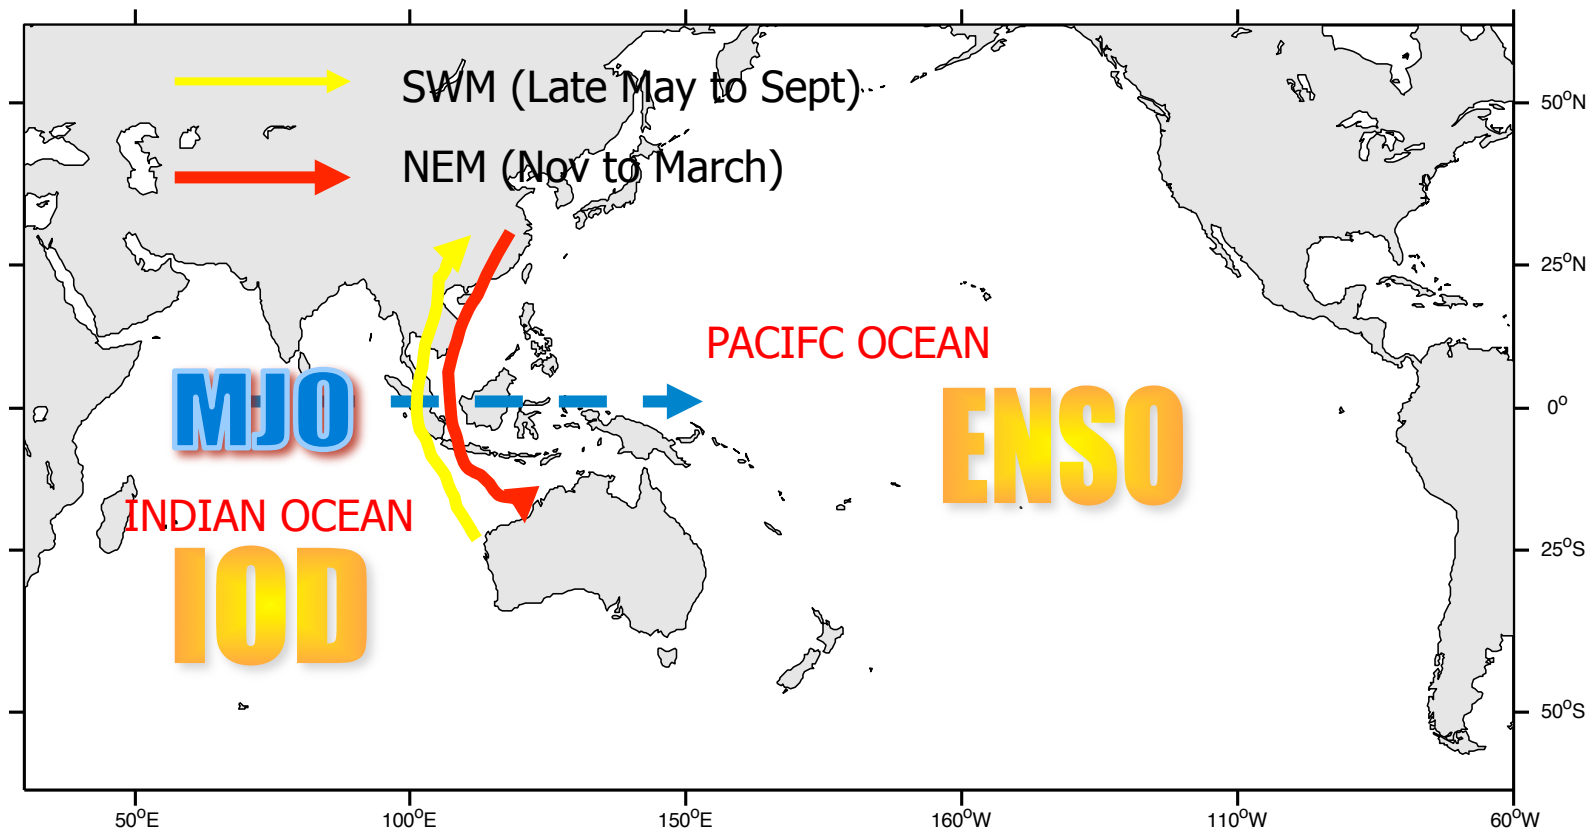 SWM (Late May to Sept)
50°N
NEM (Nov to March)
25°N
PACIFC OCEAN
MJO
ENSO
0°
INDIAN OCEAN
IOD
25°S
50°S
50°E 100°E 150°E 160°W 110°W 60°W